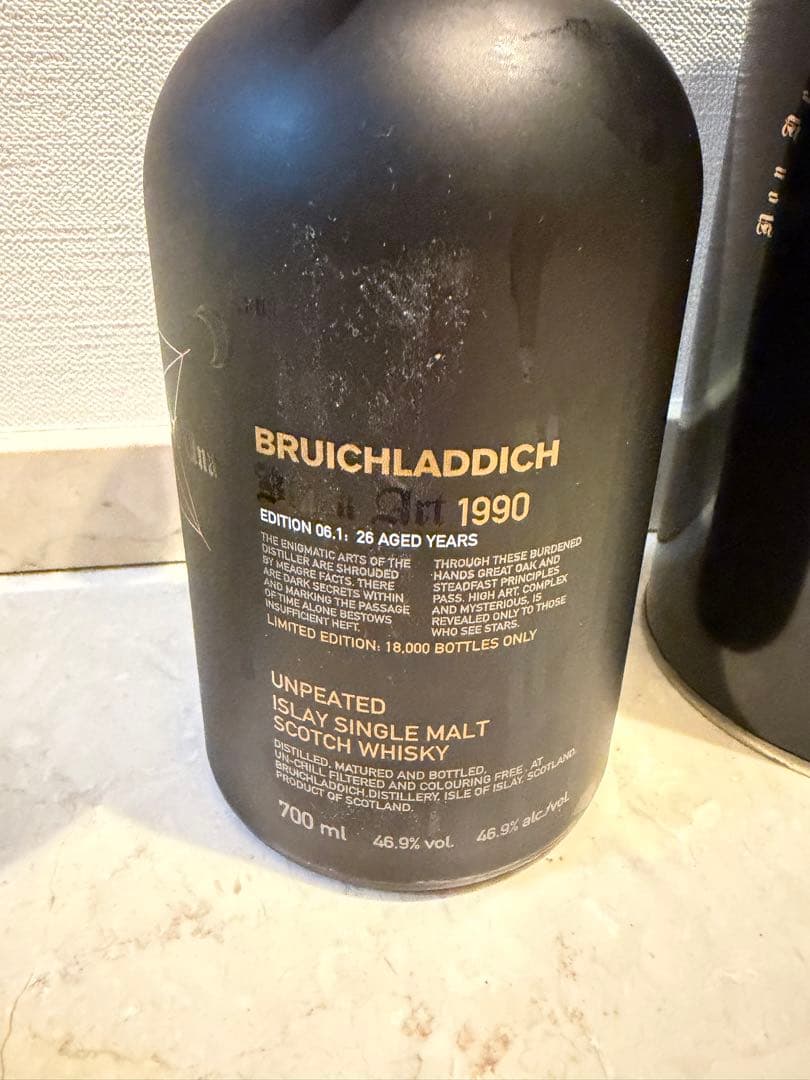 BRUICHLADDICH
Art 1990
EDITION 06.1: 26 AGED YEARS
THE ENIGMATIC ARTS OF THE
DISTILLER ARE SHROUDED
BY MEAGRE FACTS. THERE
ARE DARK SECRETS WITHIN
AND MARKING THE PASSAGE
OF TIME ALONE BESTOWS
INSUFFICIENT HEFT.
THROUGH THESE BURDENED
HANDS GREAT OAK AND
STEADFAST PRINCIPLES
PASS. HIGH ART, COMPLEX
AND MYSTERIOUS, IS
REVEALED ONLY TO THOSE
WHO SEE STARS.
LIMITED EDITION: 18,000 BOTTLES ONLY
UNPEATED
ISLAY SINGLE MALT
SCOTCH WHISKY
DISTILLED, MATURED AND BOTTLED,
UN-CHILL FILTERED AND COLOURING FREE, AT
BRUICHLADDICH DISTILLERY, ISLE OF ISLAY, SCOTLAND.
PRODUCT OF SCOTLAND.
700 ml 46.9% vol. 46.9% alc./vol.